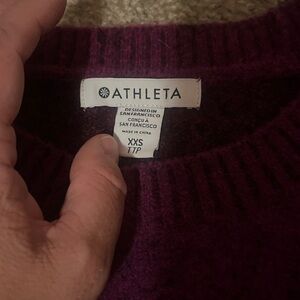 ATHLETA
DESIGNED IN
SAN FRANCISCO
CONÇU À
SAN FRANCISCO
MADE IN CHINA
XXS
TTP